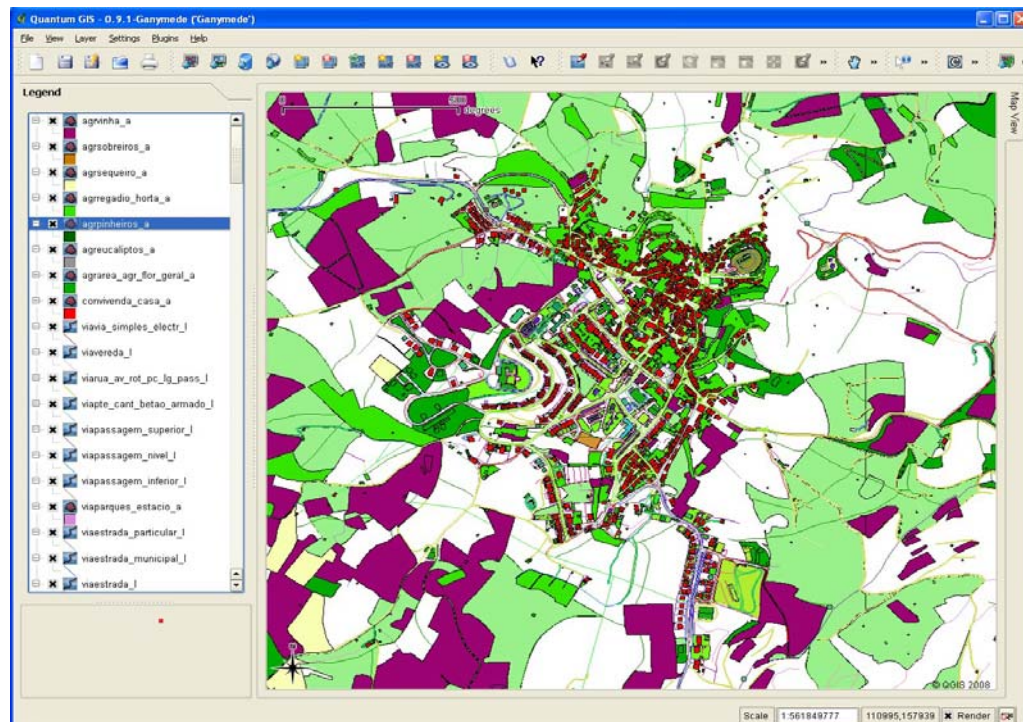 Quantum GIS - 0.9.1-Ganymede ('Ganymede')
File View Layer Settings Plugins Help
Legend
agrvinha_a
agrsobreiros_a
agrsequeiro_a
agrregadio_horta_a
agrpinheiros_a
agreucaliptos_a
agrarea_agr_flor_geral_a
convivenda_casa_a
viavia_simples_electr_l
viavereda_l
viarua_av_rot_pc_lg_pass_l
viapte_cant_betao_armado_l
viapassagem_superior_l
viapassagem_nivel_l
viapassagem_inferior_l
viaparques_estacio_a
viaestrada_particular_l
viaestrada_municipal_l
viaestrada_l
0
degrees
Map View
© QGIS 2008
Scale 1:561849777 110995,157939 Render